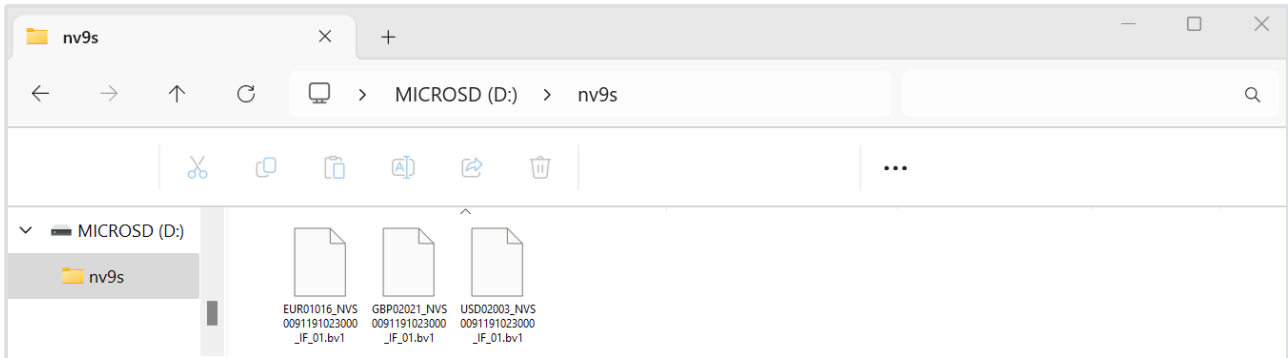 nv9s
MICROSD (D:) > nv9s
MICROSD (D:)
nv9s
EUR01016_NVS
0091191023000
_IF_01.bv1
GBP02021_NVS
0091191023000
_IF_01.bv1
USD02003_NVS
0091191023000
_IF_01.bv1